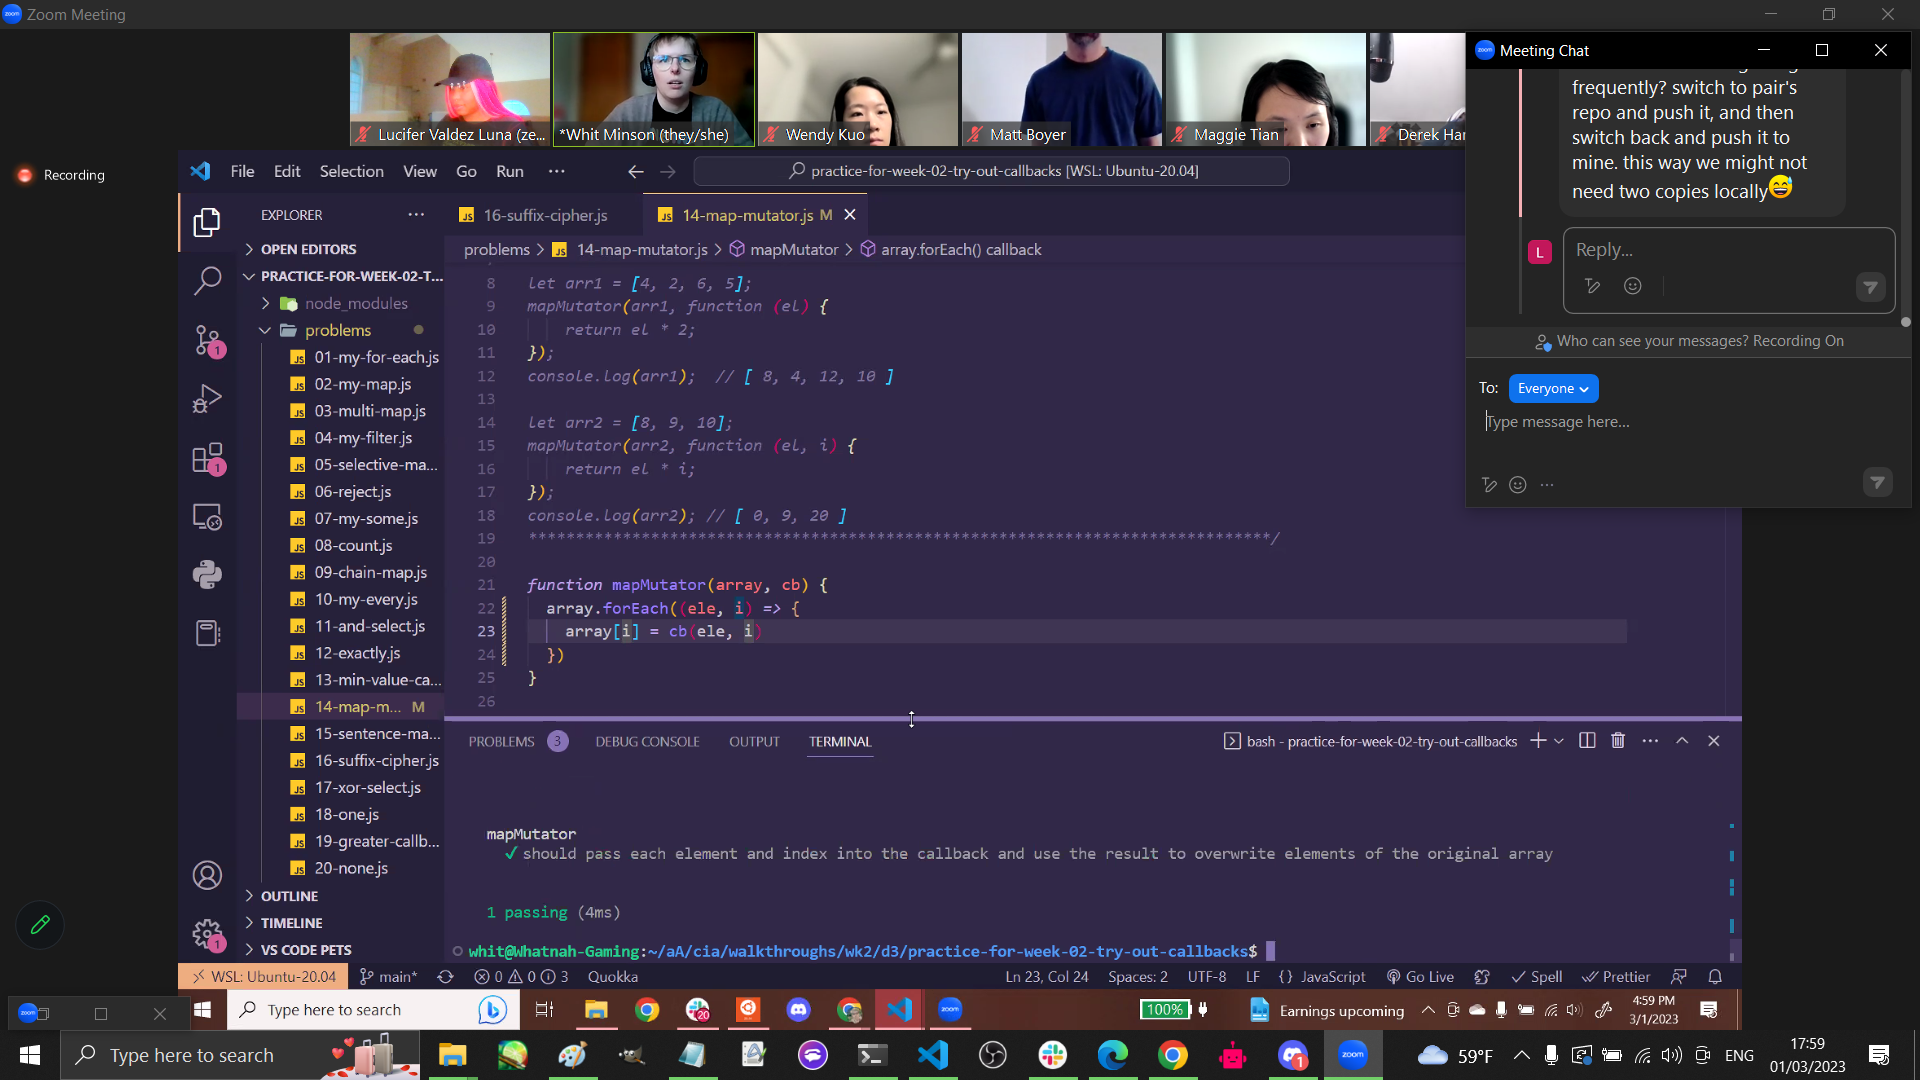 Zoom Meeting
Lucifer Valdez Luna (ze...
*Whit Minson (they/she)
Wendy Kuo
Matt Boyer
Maggie Tian
Derek Har
Recording
File Edit Selection View Go Run ...
practice-for-week-02-try-out-callbacks [WSL: Ubuntu-20.04]
EXPLORER
OPEN EDITORS
PRACTICE-FOR-WEEK-02-T...
node_modules
problems
01-my-for-each.js
02-my-map.js
03-multi-map.js
04-my-filter.js
05-selective-ma...
06-reject.js
07-my-some.js
08-count.js
09-chain-map.js
10-my-every.js
11-and-select.js
12-exactly.js
13-min-value-ca...
14-map-m... M
15-sentence-ma...
16-suffix-cipher.js
17-xor-select.js
18-one.js
19-greater-callb...
20-none.js
OUTLINE
TIMELINE
VS CODE PETS
16-suffix-cipher.js
14-map-mutator.js M
problems > 14-map-mutator.js > mapMutator > array.forEach() callback
8 let arr1 = [4, 2, 6, 5];
9 mapMutator(arr1, function (el) {
10 return el * 2;
11 });
12 console.log(arr1); // [ 8, 4, 12, 10 ]
13
14 let arr2 = [8, 9, 10];
15 mapMutator(arr2, function (el, i) {
16 return el * i;
17 });
18 console.log(arr2); // [ 0, 9, 20 ]
19 *******************************************************************************/
20
21 function mapMutator(array, cb) {
22 array.forEach((ele, i) => {
23 array[i] = cb(ele, i)
24 })
25 }
26
PROBLEMS 3 DEBUG CONSOLE OUTPUT TERMINAL
bash - practice-for-week-02-try-out-callbacks
mapMutator
✓ should pass each element and index into the callback and use the result to overwrite elements of the original array
1 passing (4ms)
whit@Whatnah-Gaming:~/aA/cia/walkthroughs/wk2/d3/practice-for-week-02-try-out-callbacks$
WSL: Ubuntu-20.04 main* 0 0 3 Quokka
Ln 23, Col 24 Spaces: 2 UTF-8 LF {} JavaScript Go Live Spell Prettier
Meeting Chat
frequently? switch to pair's
repo and push it, and then
switch back and push it to
mine. this way we might not
need two copies locally😅
L
Reply...
Who can see your messages? Recording On
To: Everyone
Type message here...
Type here to search
20
100%
Earnings upcoming
4:59 PM
3/1/2023
Type here to search
59°F
ENG
17:59
01/03/2023